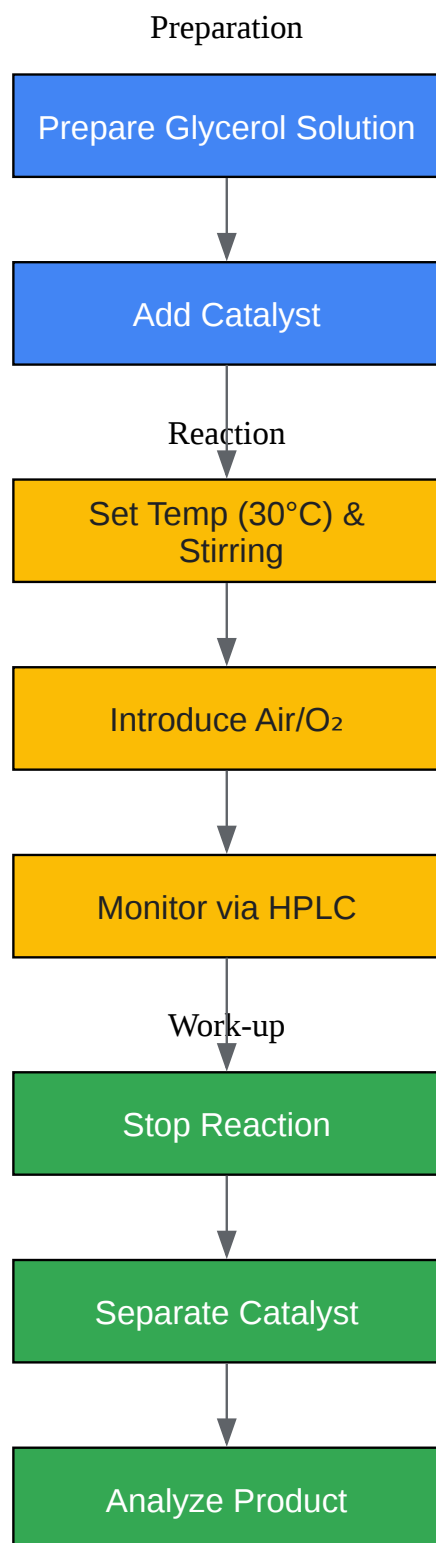 Preparation
Prepare Glycerol Solution
Add Catalyst
Reaction
Set Temp (30°C) &
Stirring
Introduce Air/O₂
Monitor via HPLC
Work-up
Stop Reaction
Separate Catalyst
Analyze Product